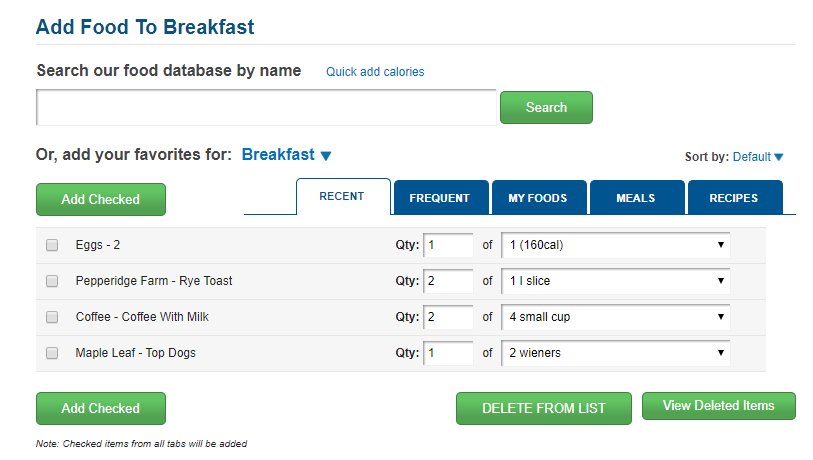 Add Food To Breakfast
Search our food database by name Quick add calories
Search
Or, add your favorites for: Breakfast
Sort by: Default
Add Checked
RECENT FREQUENT MY FOODS MEALS RECIPES
Eggs - 2 Qty: 1 of 1 (160cal)
Pepperidge Farm - Rye Toast Qty: 2 of 1 l slice
Coffee - Coffee With Milk Qty: 2 of 4 small cup
Maple Leaf - Top Dogs Qty: 1 of 2 wieners
Add Checked DELETE FROM LIST View Deleted Items
Note: Checked items from all tabs will be added